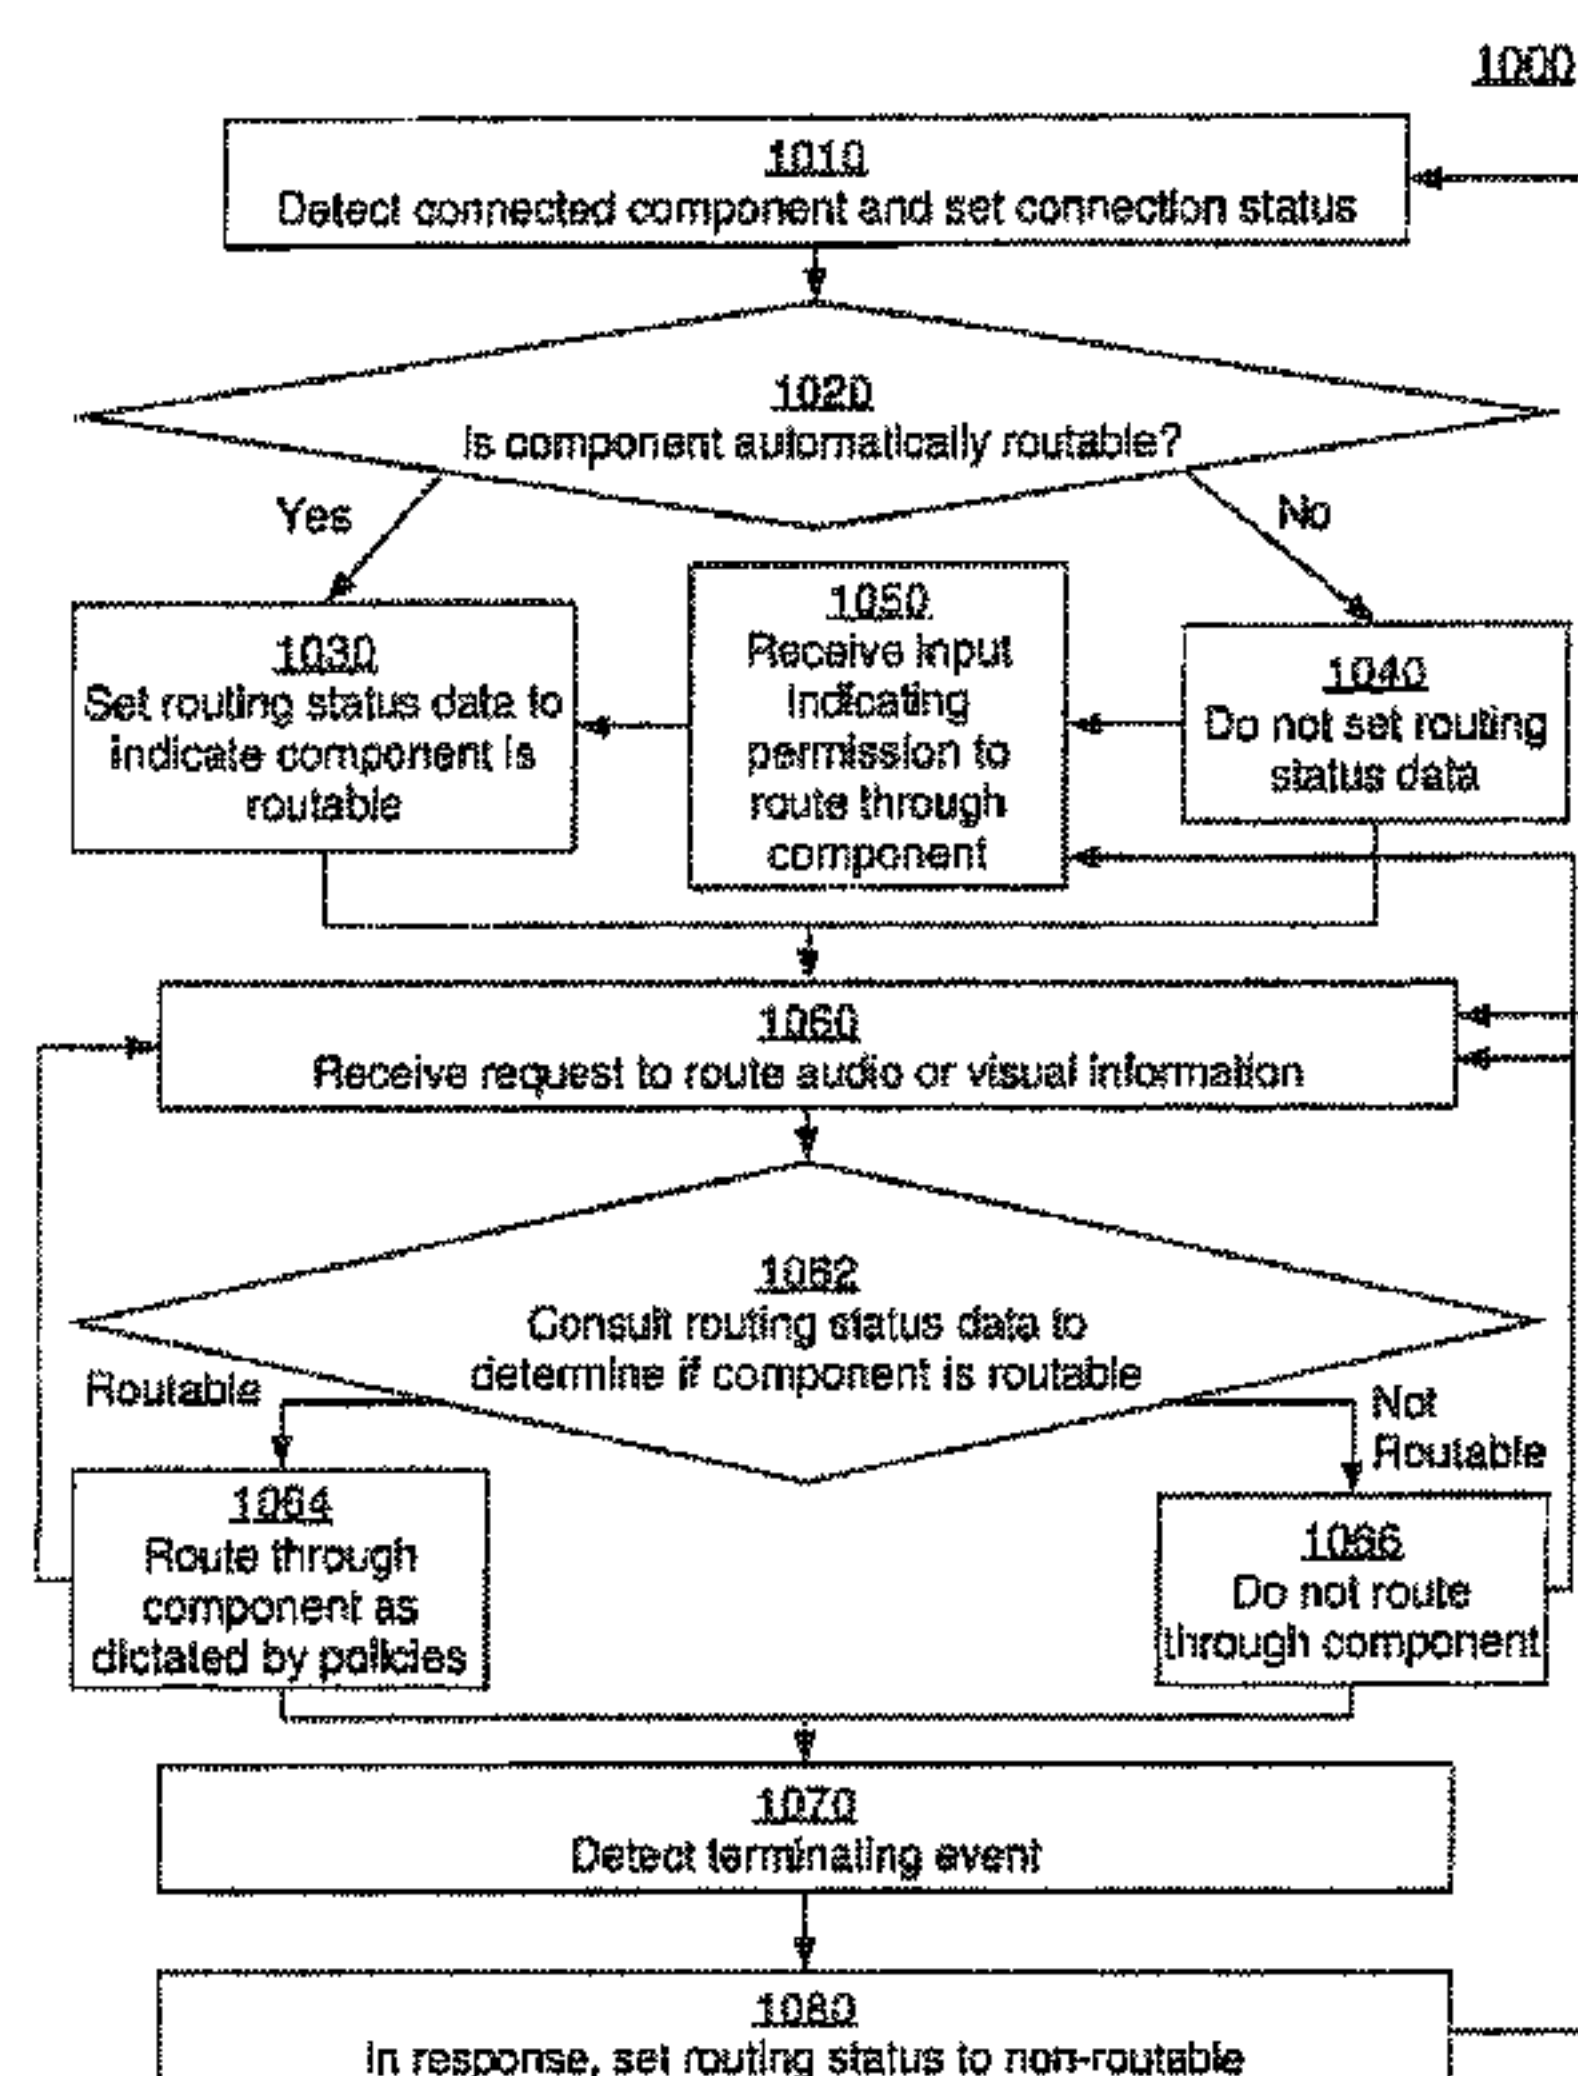 1000
1010
Detect connected component and set connection status
1020
Is component automatically routable?
Yes
No
1030
Set routing status data to
indicate component is
routable
1050
Receive input
indicating
permission to
route through
component
1040
Do not set routing
status data
1060
Receive request to route audio or visual information
1062
Consult routing status data to
determine if component is routable
Routable
Not
Routable
1064
Route through
component as
dictated by policies
1066
Do not route
through component
1070
Detect terminating event
1080
In response, set routing status to non-routable